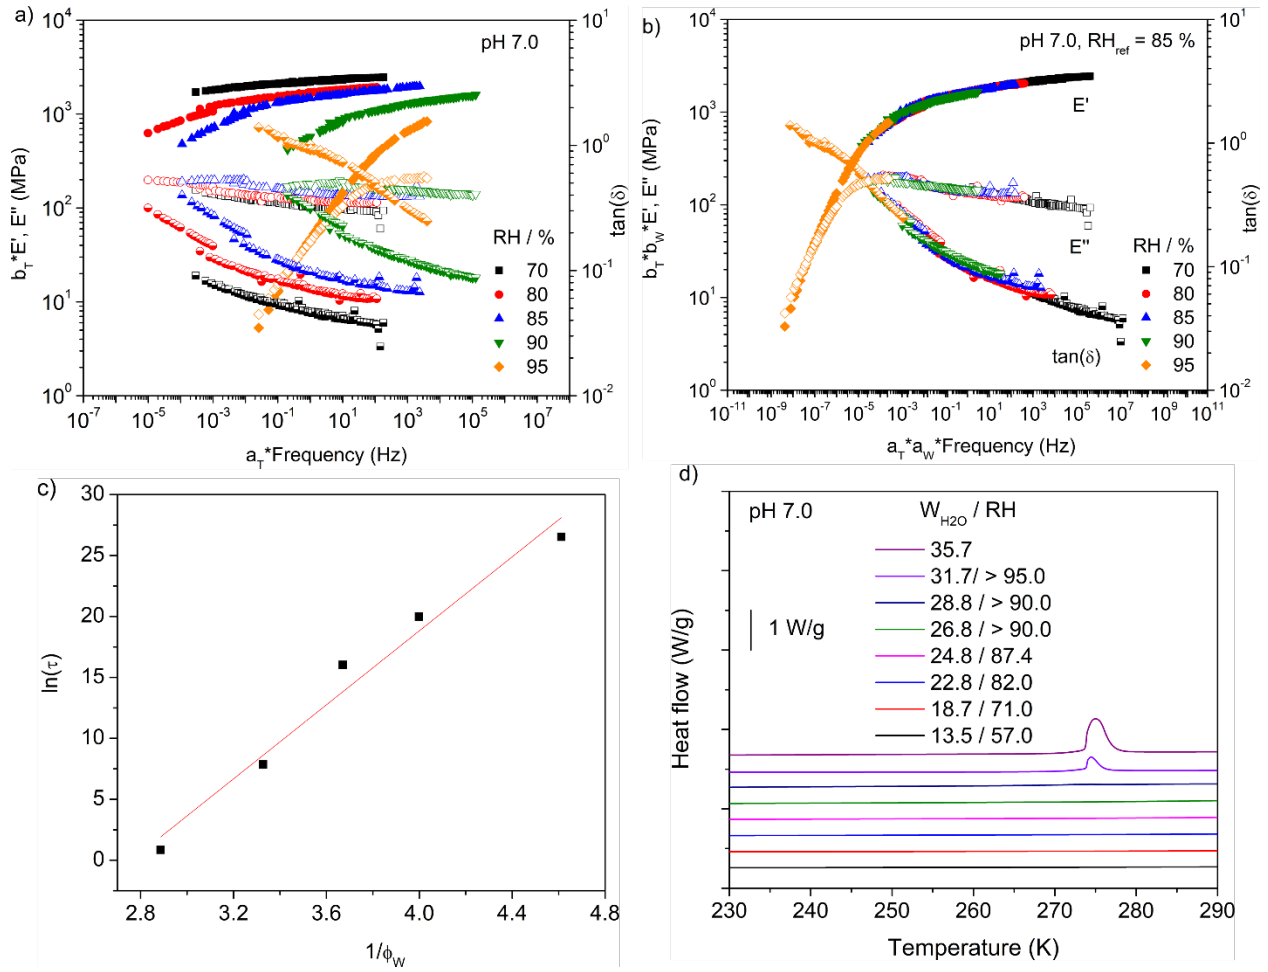 a)
pH 7.0
b_T*E', E'' (MPa)
10^4
10^3
10^2
10^1
10^0
10^1
10^0
10^-1
10^-2
tan(δ)
RH / %
70
80
85
90
95
10^-7 10^-5 10^-3 10^-1 10^1 10^3 10^5 10^7
a_T*Frequency (Hz)
b)
pH 7.0, RH_ref = 85 %
b_T*b_W*E', E'' (MPa)
10^4
10^3
10^2
10^1
10^0
10^1
10^0
10^-1
10^-2
tan(δ)
E'
E''
tan(δ)
RH / %
70
80
85
90
95
10^-11 10^-9 10^-7 10^-5 10^-3 10^-1 10^1 10^3 10^5 10^7 10^9 10^11
a_T*a_W*Frequency (Hz)
c)
ln(τ)
30
25
20
15
10
5
0
2.8 3.2 3.6 4.0 4.4 4.8
1/ϕ_W
d)
pH 7.0
W_H2O / RH
35.7
31.7/ > 95.0
28.8 / > 90.0
26.8 / > 90.0
24.8 / 87.4
22.8 / 82.0
18.7 / 71.0
13.5 / 57.0
1 W/g
Heat flow (W/g)
230 240 250 260 270 280 290
Temperature (K)